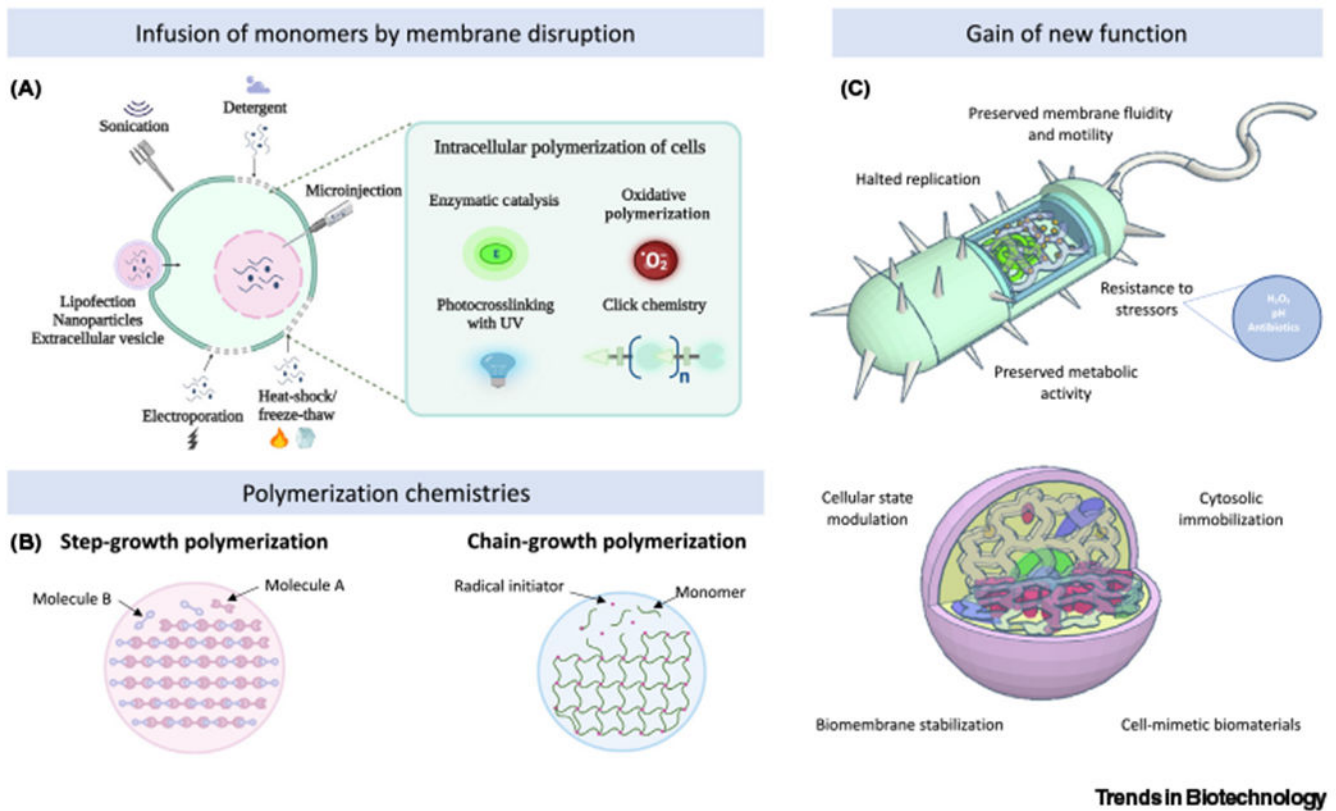 Infusion of monomers by membrane disruption
(A)
Sonication
Detergent
Microinjection
Lipofection
Nanoparticles
Extracellular vesicle
Electroporation
Heat-shock/
freeze-thaw
Intracellular polymerization of cells
Enzymatic catalysis
E
Oxidative
polymerization
•O₂⁻
Photocrosslinking
with UV
Click chemistry
n
Polymerization chemistries
(B)
Step-growth polymerization
Molecule B
Molecule A
Chain-growth polymerization
Radical initiator
Monomer
Gain of new function
(C)
Preserved membrane fluidity
and motility
Halted replication
Resistance to
stressors
H₂O₂
pH
Antibiotics
Preserved metabolic
activity
Cellular state
modulation
Cytosolic
immobilization
Biomembrane stabilization
Cell-mimetic biomaterials
Trends in Biotechnology